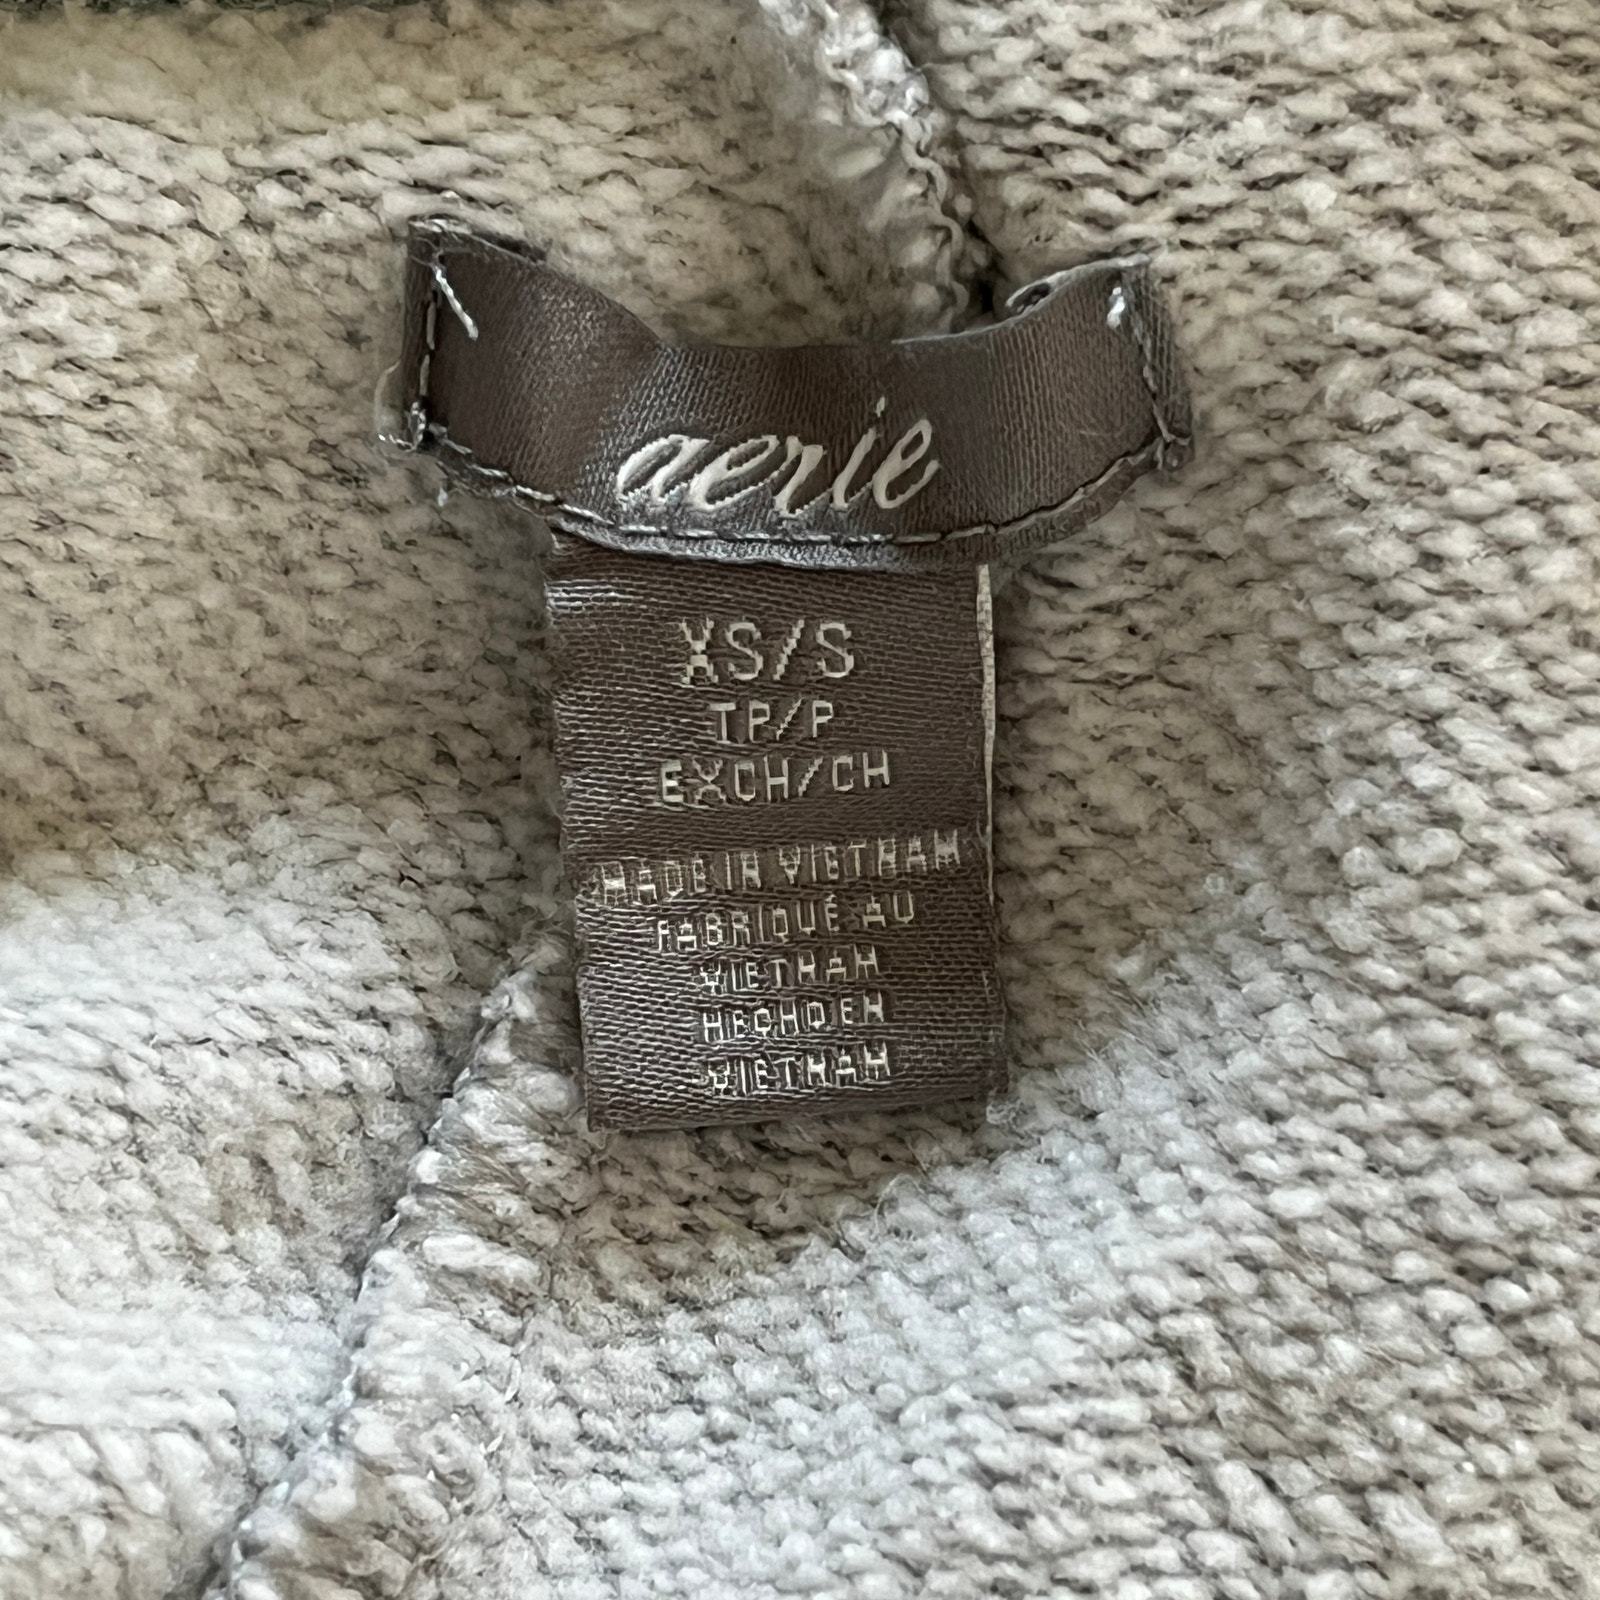 aerie
XS/S
TP/P
EXCH/CH
MADE IN VIETNAM
FABRIQUÉ AU
VIETNAM
HECHO EN
VIETNAM